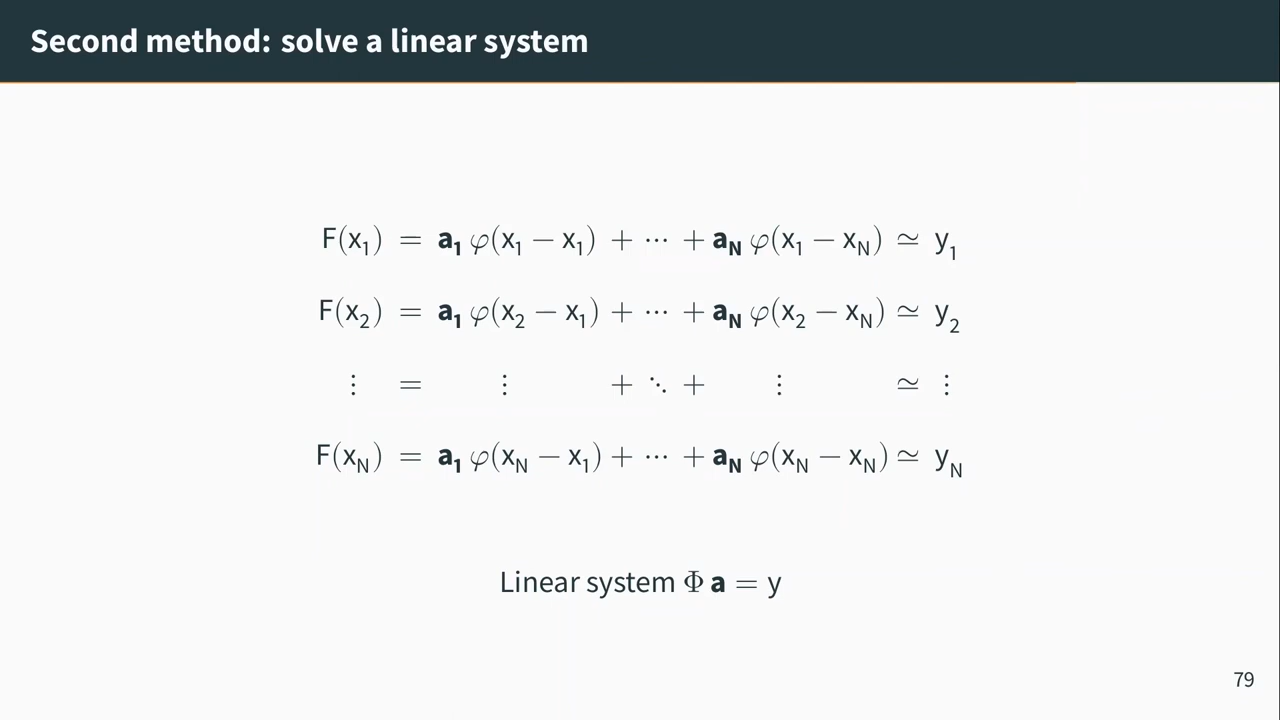 Second method: solve a linear system
F(x₁) = a₁ φ(x₁ − x₁) + ⋯ + a_N φ(x₁ − x_N) ≃ y₁
F(x₂) = a₁ φ(x₂ − x₁) + ⋯ + a_N φ(x₂ − x_N) ≃ y₂
⋮ = ⋮ + ⋱ + ⋮ ≃ ⋮
F(x_N) = a₁ φ(x_N − x₁) + ⋯ + a_N φ(x_N − x_N) ≃ y_N
Linear system Φ a = y
79